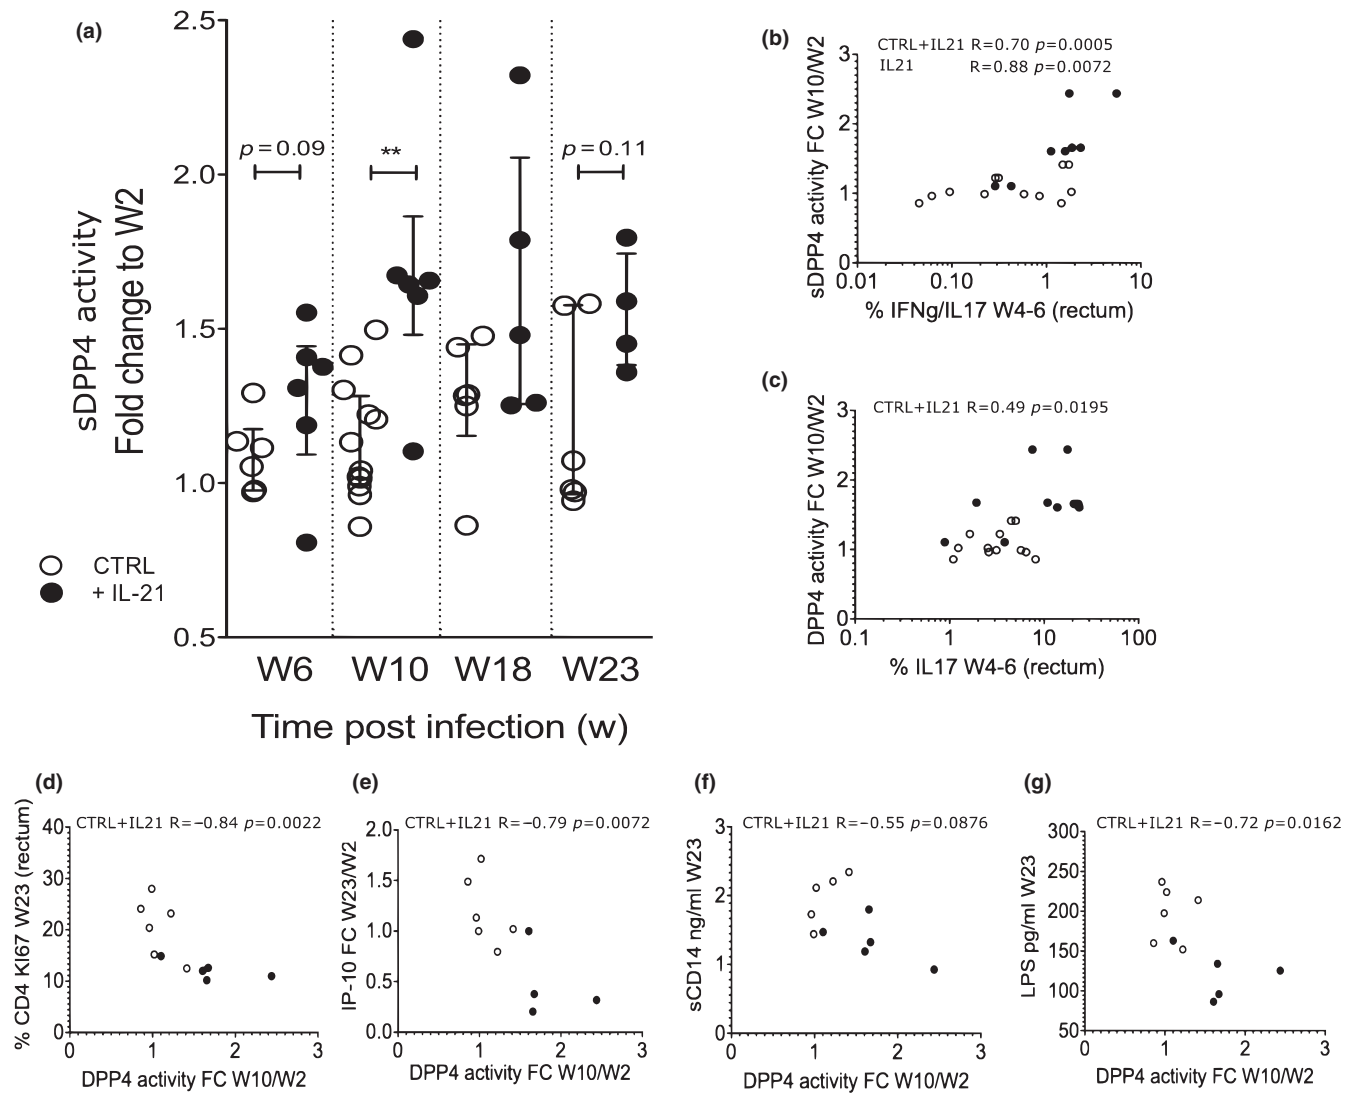 (a)
sDPP4 activity
Fold change to W2
2.5
2.0
1.5
1.0
0.5
p = 0.09
**
p = 0.11
CTRL
+ IL-21
W6 W10 W18 W23
Time post infection (w)
(b)
CTRL+IL21 R=0.70 p=0.0005
IL21 R=0.88 p=0.0072
sDPP4 activity FC W10/W2
3
2
1
0
0.01 0.10 1 10
% IFNg/IL17 W4-6 (rectum)
(c)
CTRL+IL21 R=0.49 p=0.0195
DPP4 activity FC W10/W2
3
2
1
0
0.1 1 10 100
% IL17 W4-6 (rectum)
(d)
CTRL+IL21 R=−0.84 p=0.0022
% CD4 KI67 W23 (rectum)
40
30
20
10
0
0 1 2 3
DPP4 activity FC W10/W2
(e)
CTRL+IL21 R=−0.79 p=0.0072
IP-10 FC W23/W2
2.0
1.5
1.0
0.5
0.0
0 1 2 3
DPP4 activity FC W10/W2
(f)
CTRL+IL21 R=−0.55 p=0.0876
sCD14 ng/ml W23
3
2
1
0
0 1 2 3
DPP4 activity FC W10/W2
(g)
CTRL+IL21 R=−0.72 p=0.0162
LPS pg/ml W23
300
250
200
150
100
50
0 1 2 3
DPP4 activity FC W10/W2